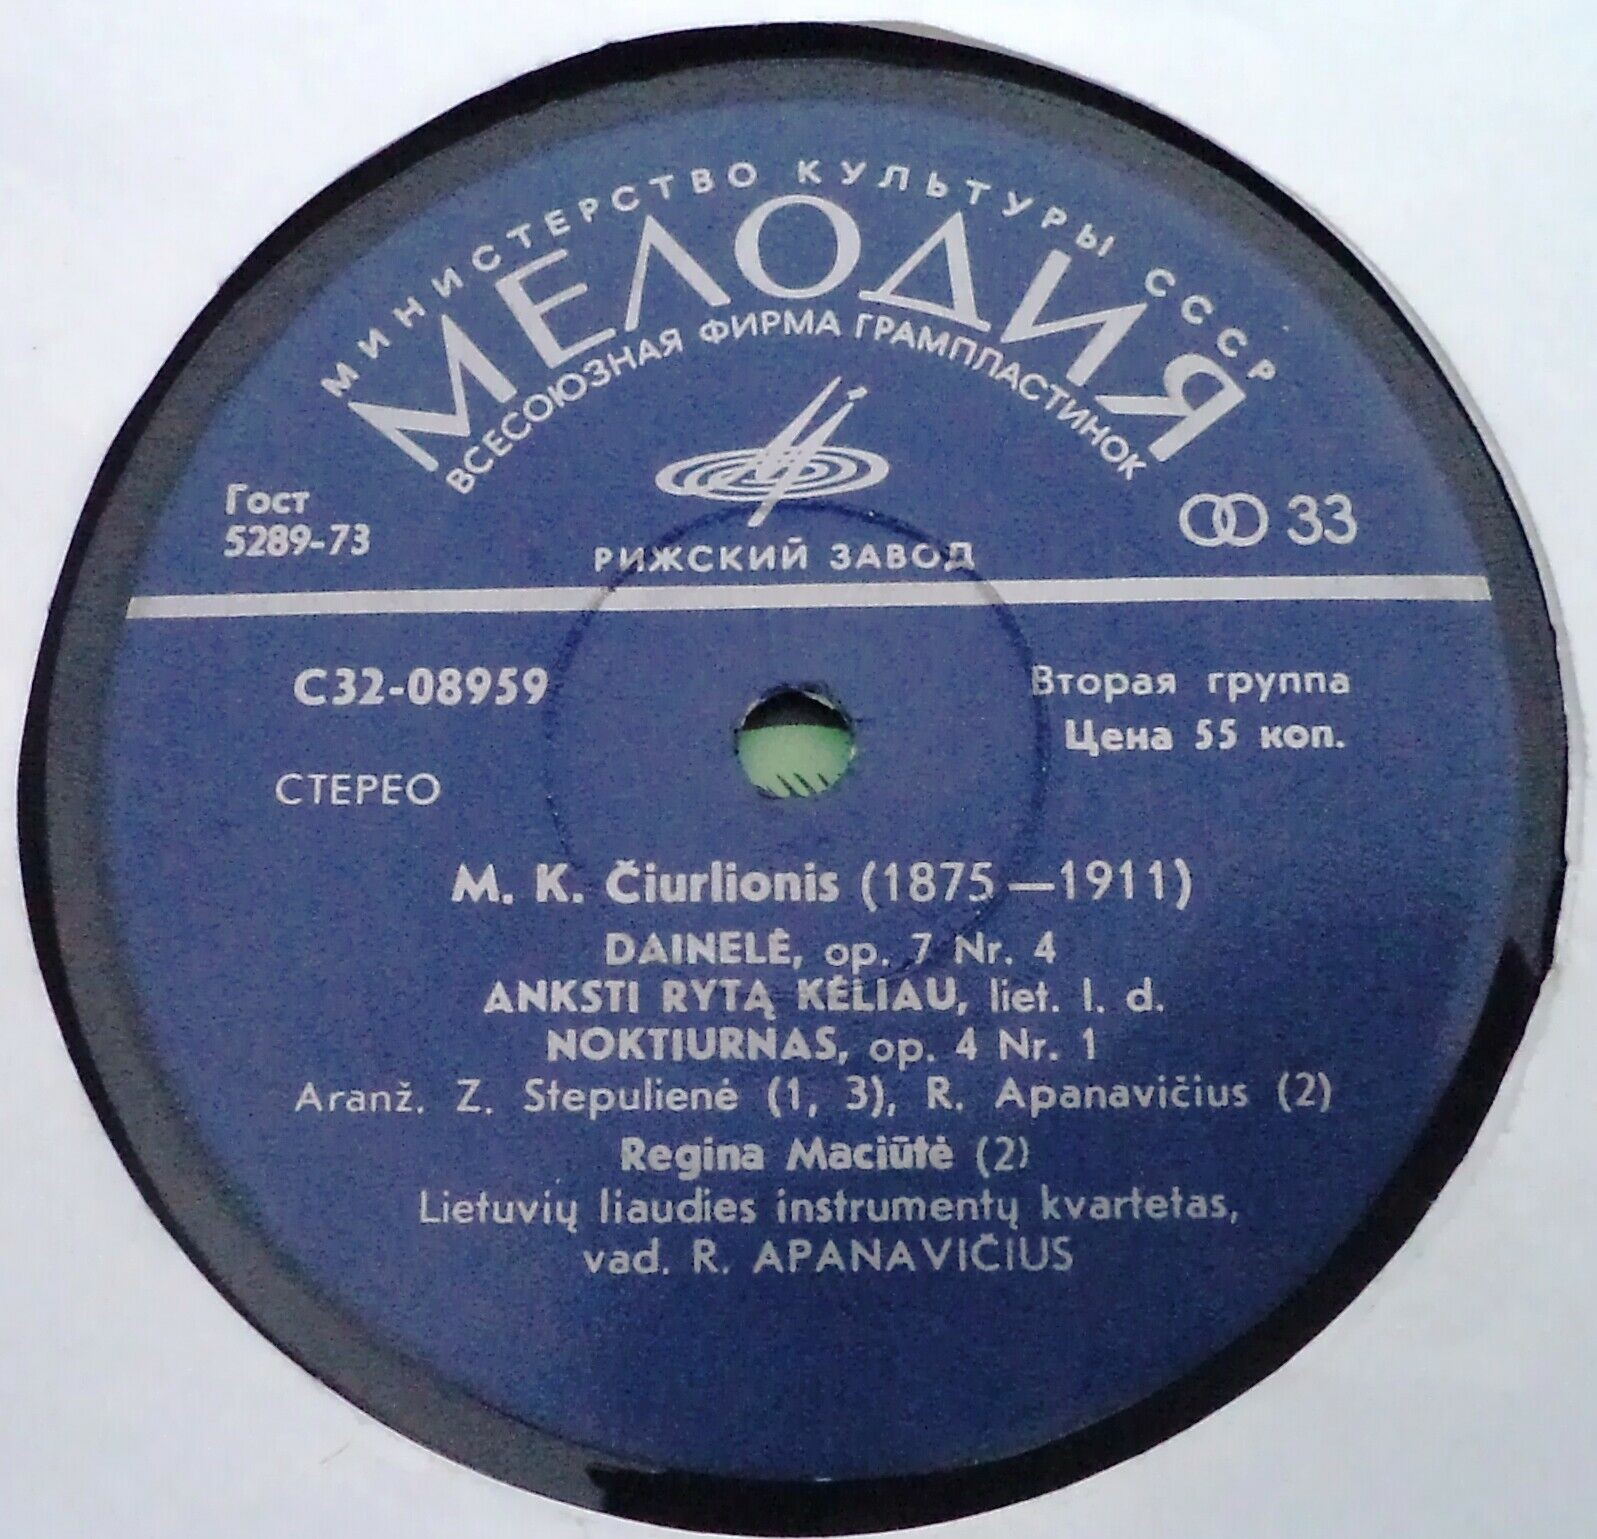 МИНИСТЕРСТВО КУЛЬТУРЫ СССР
МЕЛОДИЯ
ВСЕСОЮЗНАЯ ФИРМА ГРАМПЛАСТИНОК
Гост
5289-73
33
РИЖСКИЙ ЗАВОД
С32-08959
Вторая группа
Цена 55 коп.
СТЕРЕО
M. K. Čiurlionis (1875—1911)
DAINELĖ, op. 7 Nr. 4
ANKSTI RYTĄ KĖLIAU, liet. l. d.
NOKTIURNAS, op. 4 Nr. 1
Aranž. Z. Stepulienė (1, 3), R. Apanavičius (2)
Regina Maciūtė (2)
Lietuvių liaudies instrumentų kvartetas,
vad. R. APANAVIČIUS